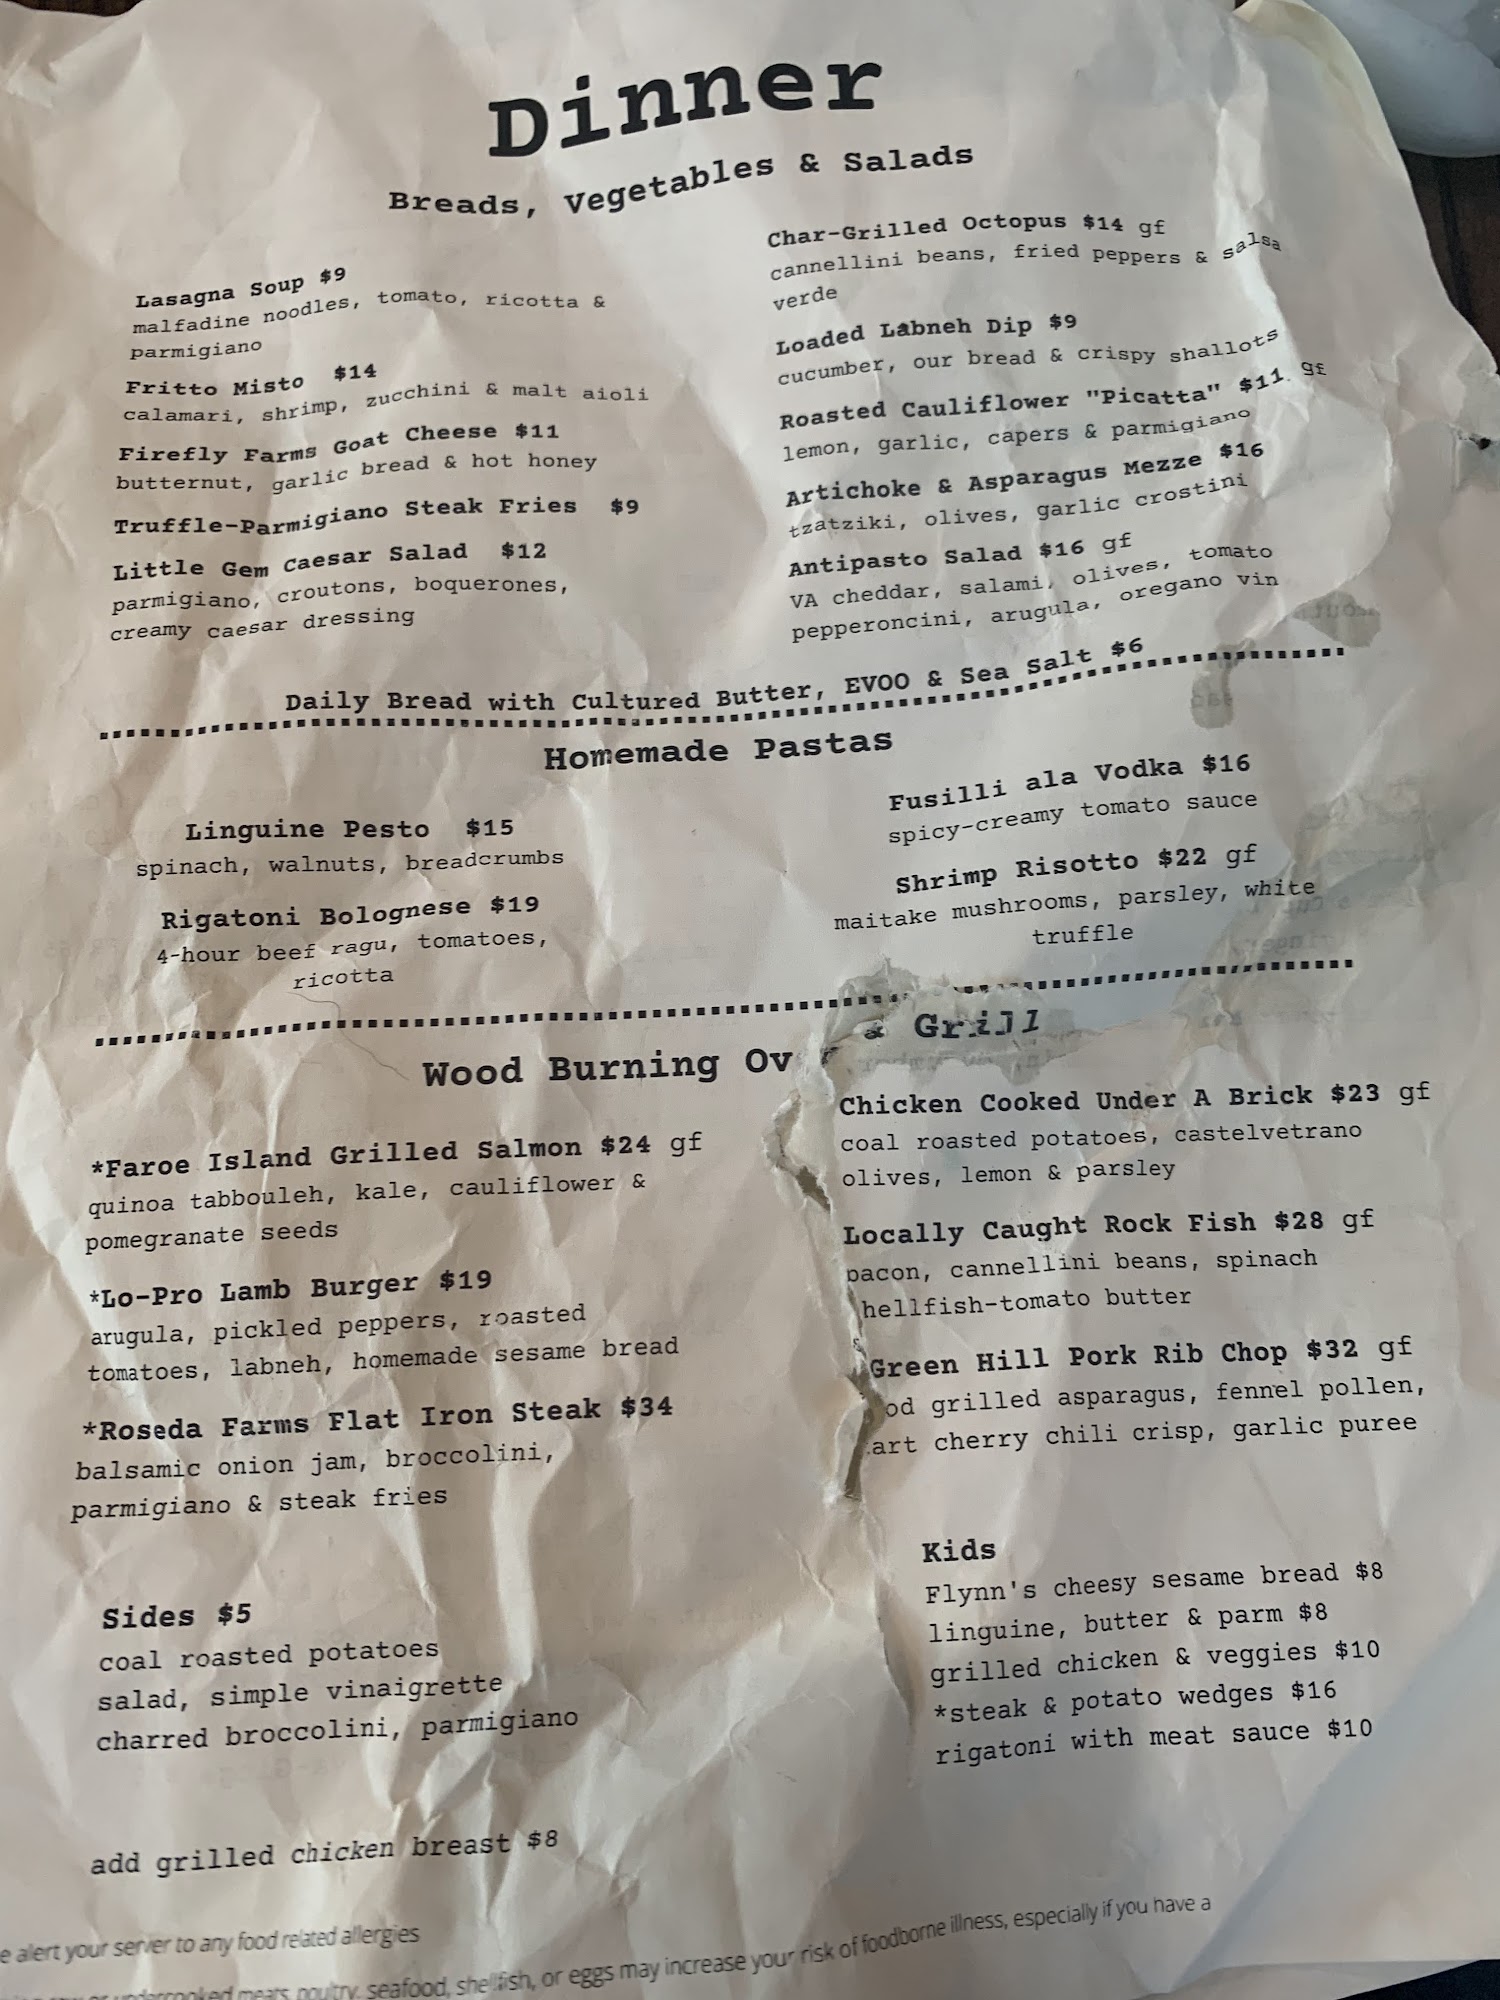 Dinner
Breads, Vegetables & Salads
Lasagna Soup $9
malfadine noodles, tomato, ricotta &
parmigiano
Fritto Misto $14
calamari, shrimp, zucchini & malt aioli
Firefly Farms Goat Cheese $11
butternut, garlic bread & hot honey
Truffle-Parmigiano Steak Fries $9
Little Gem Caesar Salad $12
parmigiano, croutons, boquerones,
creamy caesar dressing
Char-Grilled Octopus $14 gf
cannellini beans, fried peppers & salsa
verde
Loaded Labneh Dip $9
cucumber, our bread & crispy shallots
Roasted Cauliflower "Picatta" $11. gf
lemon, garlic, capers & parmigiano
Artichoke & Asparagus Mezze $16
tzatziki, olives, garlic crostini
Antipasto Salad $16 gf
VA cheddar, salami, olives, tomato
pepperoncini, arugula, oregano vin
Daily Bread with Cultured Butter, EVOO & Sea Salt $6
Homemade Pastas
Linguine Pesto $15
spinach, walnuts, breadcrumbs
Rigatoni Bolognese $19
4-hour beef ragu, tomatoes,
ricotta
Fusilli ala Vodka $16
spicy-creamy tomato sauce
Shrimp Risotto $22 gf
maitake mushrooms, parsley, white
truffle
Wood Burning Ov & Grill
*Faroe Island Grilled Salmon $24 gf
quinoa tabbouleh, kale, cauliflower &
pomegranate seeds
*Lo-Pro Lamb Burger $19
arugula, pickled peppers, roasted
tomatoes, labneh, homemade sesame bread
*Roseda Farms Flat Iron Steak $34
balsamic onion jam, broccolini,
parmigiano & steak fries
Chicken Cooked Under A Brick $23 gf
coal roasted potatoes, castelvetrano
olives, lemon & parsley
Locally Caught Rock Fish $28 gf
bacon, cannellini beans, spinach
hellfish-tomato butter
Green Hill Pork Rib Chop $32 gf
od grilled asparagus, fennel pollen,
art cherry chili crisp, garlic puree
Sides $5
coal roasted potatoes
salad, simple vinaigrette
charred broccolini, parmigiano
Kids
Flynn's cheesy sesame bread $8
linguine, butter & parm $8
grilled chicken & veggies $10
*steak & potato wedges $16
rigatoni with meat sauce $10
add grilled chicken breast $8
e alert your server to any food related allergies
or undercooked meats, poultry, seafood, shellfish, or eggs may increase your risk of foodborne illness, especially if you have a